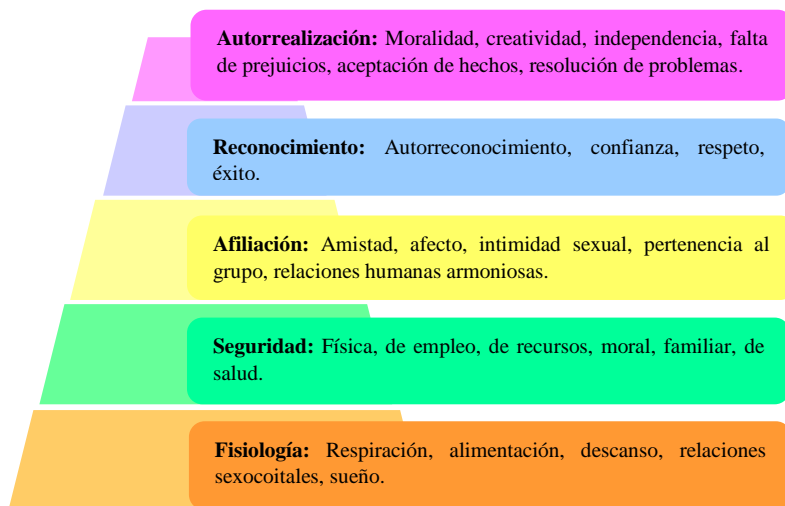 Autorrealización: Moralidad, creatividad, independencia, falta
de prejuicios, aceptación de hechos, resolución de problemas.
Reconocimiento: Autorreconocimiento, confianza, respeto,
éxito.
Afiliación: Amistad, afecto, intimidad sexual, pertenencia al
grupo, relaciones humanas armoniosas.
Seguridad: Física, de empleo, de recursos, moral, familiar, de
salud.
Fisiología: Respiración, alimentación, descanso, relaciones
sexocoitales, sueño.